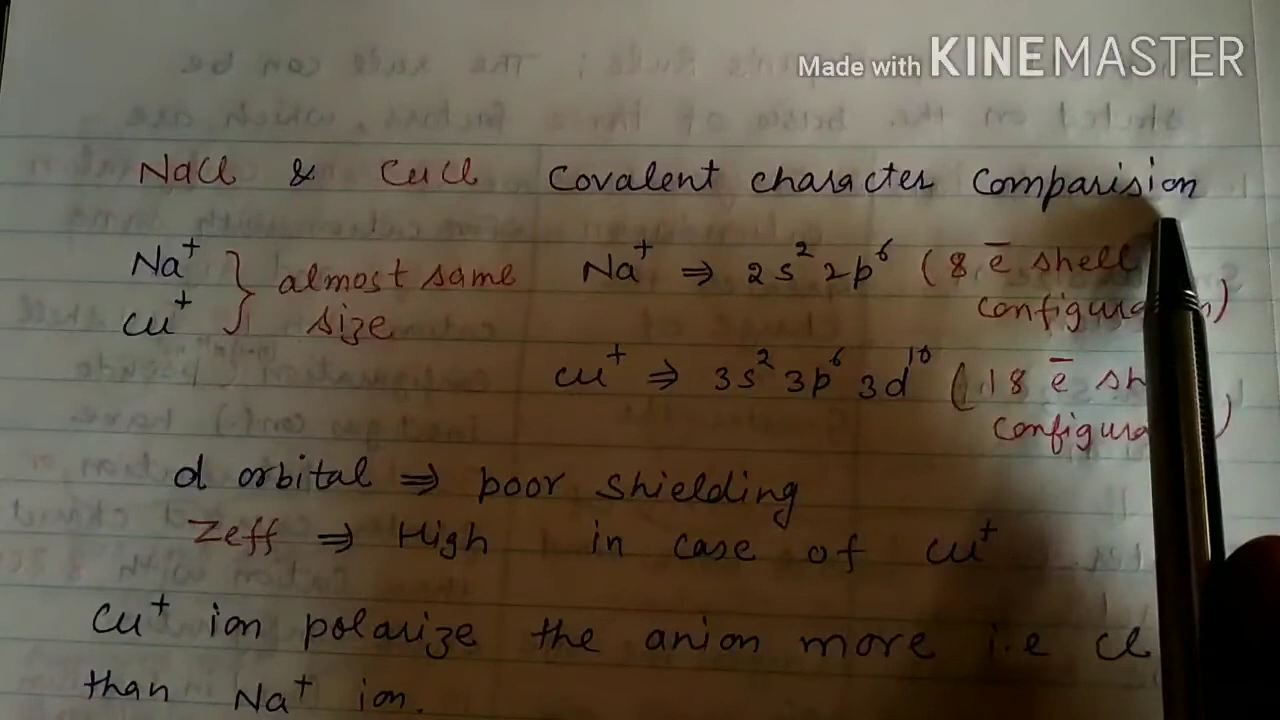 Made with KINEMASTER
NaCl & CuCl Covalent character Comparision
Na⁺ } almost same Na⁺ ⇒ 2s² 2p⁶ (8 e⁻ shell
Cu⁺ size configura n)
Cu⁺ ⇒ 3s² 3p⁶ 3d¹⁰ (18 e⁻ sh
configura )
d orbital ⇒ poor shielding
Zeff ⇒ High in case of Cu⁺
Cu⁺ ion polarize the anion more i.e Cl
than Na⁺ ion.